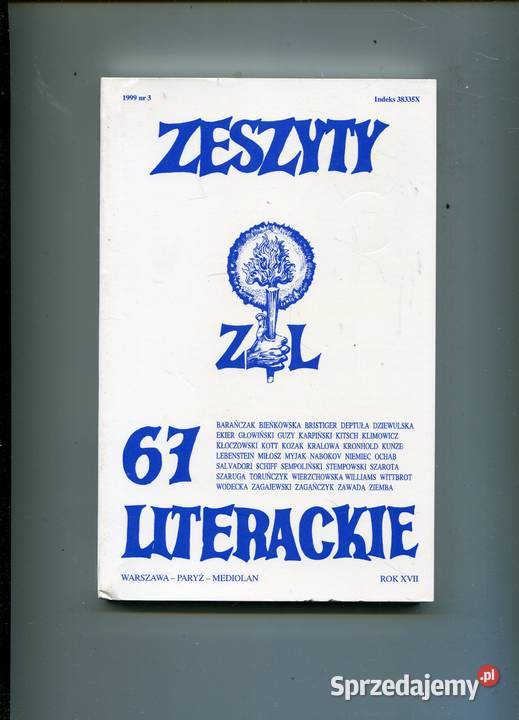 1999 nr 3
Indeks 38335X
ZESZYTY
Z L
67
BARAŃCZAK BIEŃKOWSKA BRISTIGER DEPTUŁA DZIEWULSKA
EKIER GŁOWIŃSKI GUZY KARPIŃSKI KITSCH KLIMOWICZ
KŁOCZOWSKI KOTT KOZAK KRALOWA KRONHOLD KUNZE
LEBENSTEIN MIŁOSZ MYJAK NABOKOV NIEMIEC OCHAB
SALVADORI SCHIFF SEMPOLIŃSKI STEMPOWSKI SZAROTA
SZARUGA TORUŃCZYK WIERZCHOWSKA WILLIAMS WITTBROT
WODECKA ZAGAJEWSKI ZAGAŃCZYK ZAWADA ZIEMBA
LITERACKIE
WARSZAWA – PARYŻ – MEDIOLAN
ROK XVII
Sprzedajemy.pl